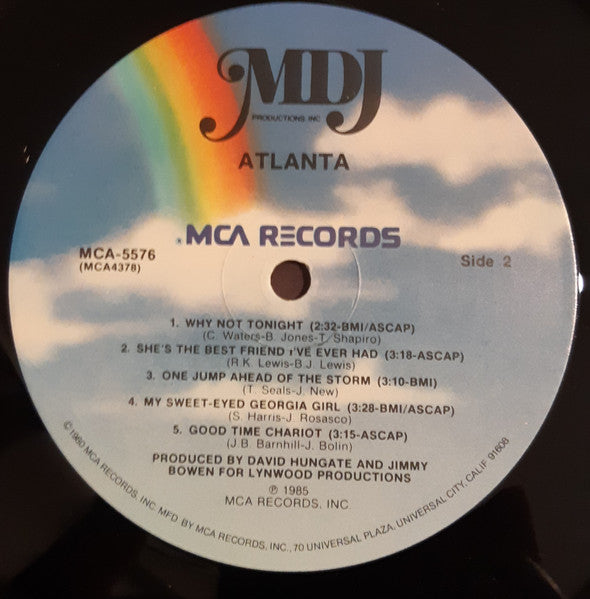 MDJ
PRODUCTIONS INC
ATLANTA
MCA RECORDS
MCA-5576
(MCA4378)
Side 2
1. WHY NOT TONIGHT (2:32-BMI/ASCAP)
(C. Waters-B. Jones-T. Shapiro)
2. SHE'S THE BEST FRIEND I'VE EVER HAD (3:18-ASCAP)
(R.K. Lewis-B.J. Lewis)
3. ONE JUMP AHEAD OF THE STORM (3:10-BMI)
(T. Seals-J. New)
4. MY SWEET-EYED GEORGIA GIRL (3:28-BMI/ASCAP)
(S. Harris-J. Rosasco)
5. GOOD TIME CHARIOT (3:15-ASCAP)
(J.B. Barnhill-J. Bolin)
PRODUCED BY DAVID HUNGATE AND JIMMY
BOWEN FOR LYNWOOD PRODUCTIONS
℗ 1985
MCA RECORDS, INC.
©1980 MCA RECORDS, INC. MFD. BY MCA RECORDS, INC., 70 UNIVERSAL PLAZA, UNIVERSAL CITY, CALIF. 91608